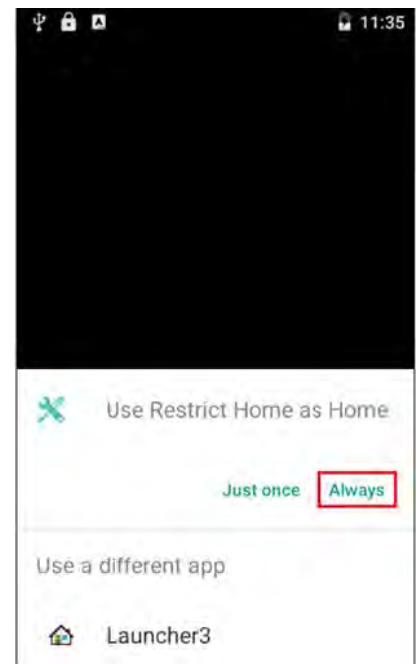 11:35
Use Restrict Home as Home
Just once Always
Use a different app
Launcher3